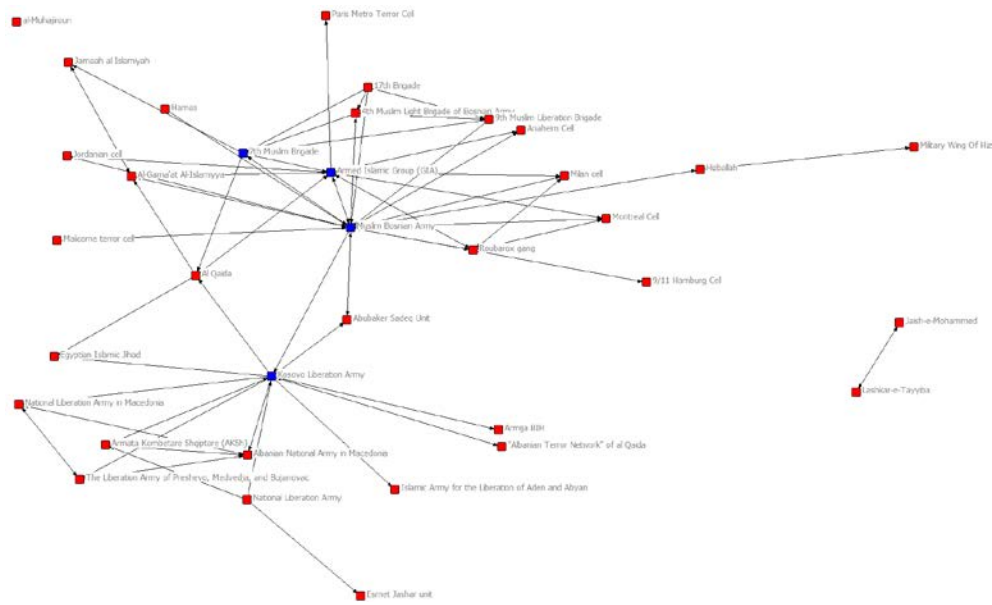 Paris Metro Terror Cell
al-Muhajiroun
Jamaah al Islamiyah
17th Brigade
Hamas
4th Muslim Light Brigade of Bosnian Army
9th Muslim Liberation Brigade
Anaheim Cell
Military Wing Of Hiz
7th Muslim Brigade
Jordanian cell
Hizballah
Armed Islamic Group (GIA)
Al-Gama'at Al-Islamiyya
Milan cell
Montreal Cell
Muslim Bosnian Army
Maicome terror cell
Roubaix gang
Al Qaida
9/11 Hamburg Cell
Abubaker Sadeq Unit
Jaish-e-Mohammed
Egyptian Islamic Jihad
Kosovo Liberation Army
Lashkar-e-Tayyiba
National Liberation Army in Macedonia
Armija BIH
Armata Kombetare Shqiptare (AKSh)
"Albanian Terror Network" of al Qaida
Albanian National Army in Macedonia
The Liberation Army of Preshevo, Medvedja, and Bujanovac
Islamic Army for the Liberation of Aden and Abyan
National Liberation Army
Esmet Jashar unit